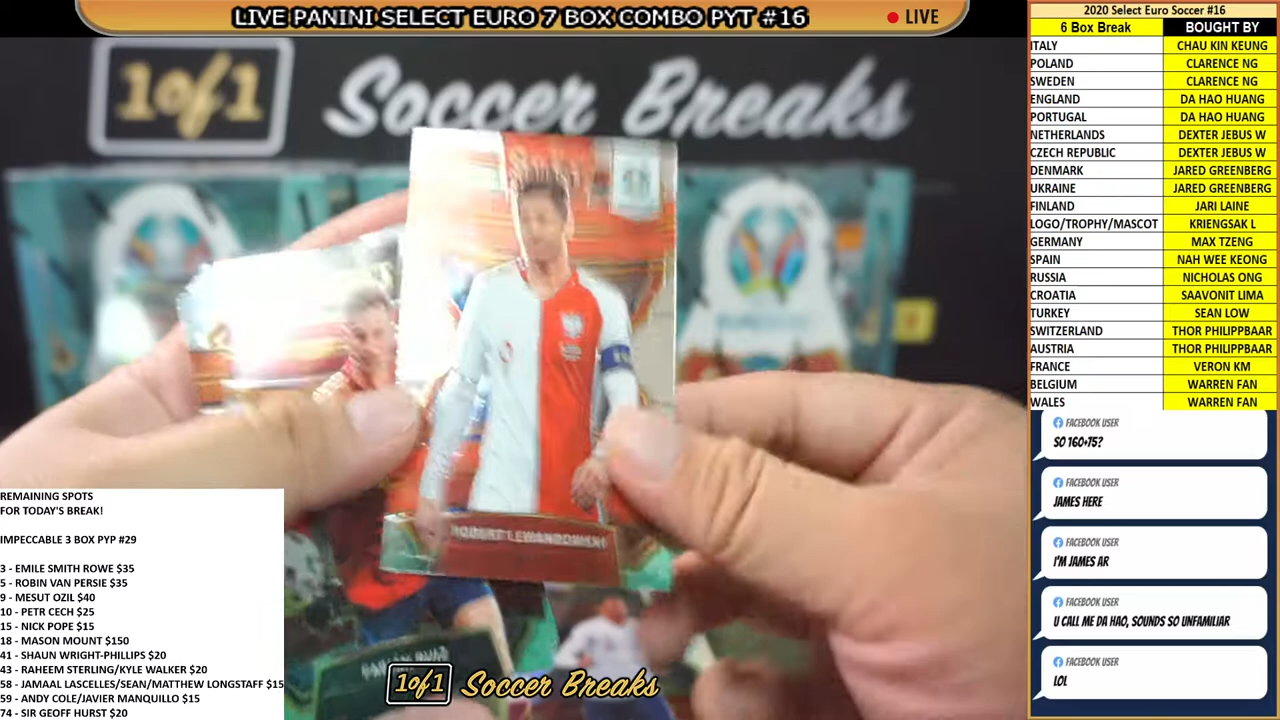 LIVE PANINI SELECT EURO 7 BOX COMBO PYT #16
LIVE
1of1 Soccer Breaks
ROBERT LEWANDOWSKI
1of1 Soccer Breaks
REMAINING SPOTS
FOR TODAY'S BREAK!
IMPECCABLE 3 BOX PYP #29
3 - EMILE SMITH ROWE $35
5 - ROBIN VAN PERSIE $35
9 - MESUT OZIL $40
10 - PETR CECH $25
15 - NICK POPE $15
18 - MASON MOUNT $150
41 - SHAUN WRIGHT-PHILLIPS $20
43 - RAHEEM STERLING/KYLE WALKER $20
58 - JAMAAL LASCELLES/SEAN/MATTHEW LONGSTAFF $15
59 - ANDY COLE/JAVIER MANQUILLO $15
74 - SIR GEOFF HURST $20
2020 Select Euro Soccer #16
6 Box Break BOUGHT BY
ITALY CHAU KIN KEUNG
POLAND CLARENCE NG
SWEDEN CLARENCE NG
ENGLAND DA HAO HUANG
PORTUGAL DA HAO HUANG
NETHERLANDS DEXTER JEBUS W
CZECH REPUBLIC DEXTER JEBUS W
DENMARK JARED GREENBERG
UKRAINE JARED GREENBERG
FINLAND JARI LAINE
LOGO/TROPHY/MASCOT KRIENGSAK L
GERMANY MAX TZENG
SPAIN NAH WEE KEONG
RUSSIA NICHOLAS ONG
CROATIA SAAVONIT LIMA
TURKEY SEAN LOW
SWITZERLAND THOR PHILIPPBAAR
AUSTRIA THOR PHILIPPBAAR
FRANCE VERON KM
BELGIUM WARREN FAN
WALES WARREN FAN
FACEBOOK USER
SO 160+75?
FACEBOOK USER
JAMES HERE
FACEBOOK USER
I'M JAMES AR
FACEBOOK USER
U CALL ME DA HAO, SOUNDS SO UNFAMILIAR
FACEBOOK USER
LOL